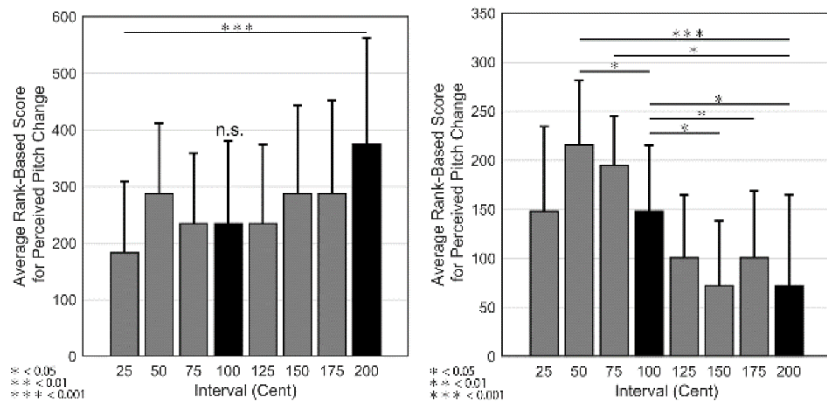 600
500
400
300
200
100
0
Average Rank-Based Score
for Perceived Pitch Change
***
n.s.
25 50 75 100 125 150 175 200
Interval (Cent)
* < 0.05
** < 0.01
*** < 0.001
350
300
250
200
150
100
50
0
Average Rank-Based Score
for Perceived Pitch Change
***
*
*
*
*
*
25 50 75 100 125 150 175 200
Interval (Cent)
* < 0.05
** < 0.01
*** < 0.001